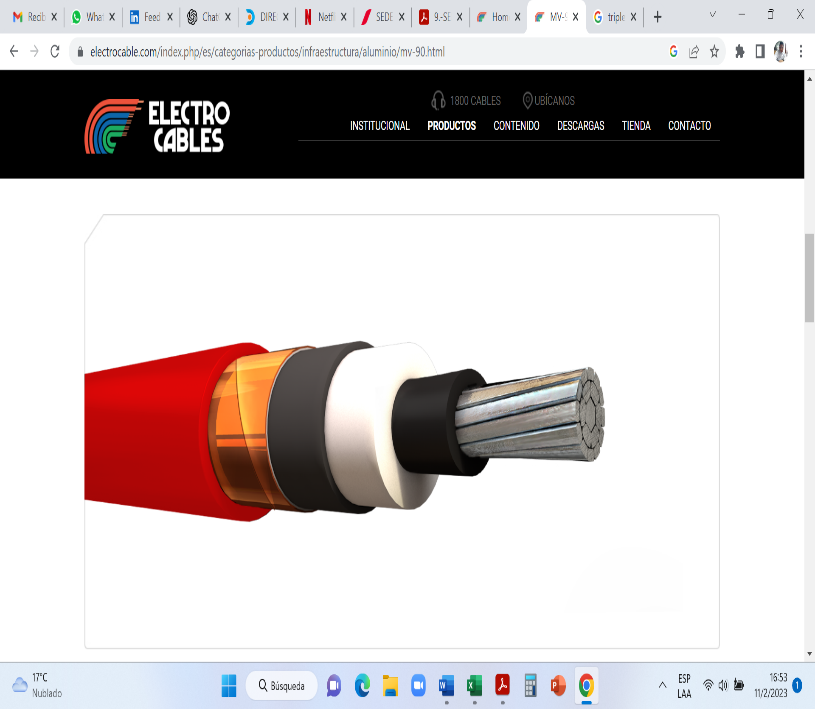 Recib
What
Feed
Chat
DIRE
Netfl
SEDE
9.-SE
Hom
MV-9
triple
electrocable.com/index.php/es/categorias-productos/infraestructura/aluminio/mv-90.html
1800 CABLES UBÍCANOS
ELECTRO
CABLES
INSTITUCIONAL PRODUCTOS CONTENIDO DESCARGAS TIENDA CONTACTO
17°C
Nublado
Búsqueda
ESP
LAA
16:53
11/2/2023
1